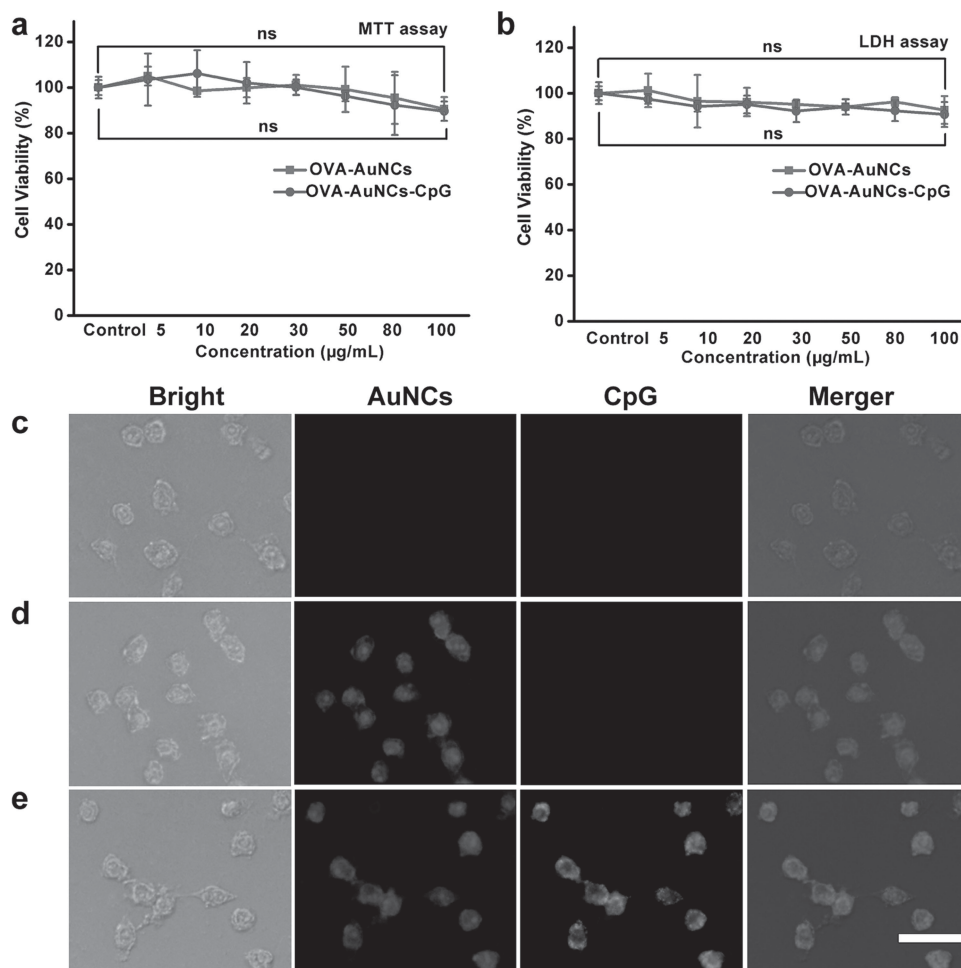 a
ns
MTT assay
120
100
80
60
40
20
0
Cell Viability (%)
ns
OVA-AuNCs
OVA-AuNCs-CpG
Control 5 10 20 30 50 80 100
Concentration (µg/mL)
b
ns
LDH assay
120
100
80
60
40
20
0
Cell Viability (%)
ns
OVA-AuNCs
OVA-AuNCs-CpG
Control 5 10 20 30 50 80 100
Concentration (µg/mL)
Bright AuNCs CpG Merger
c
d
e